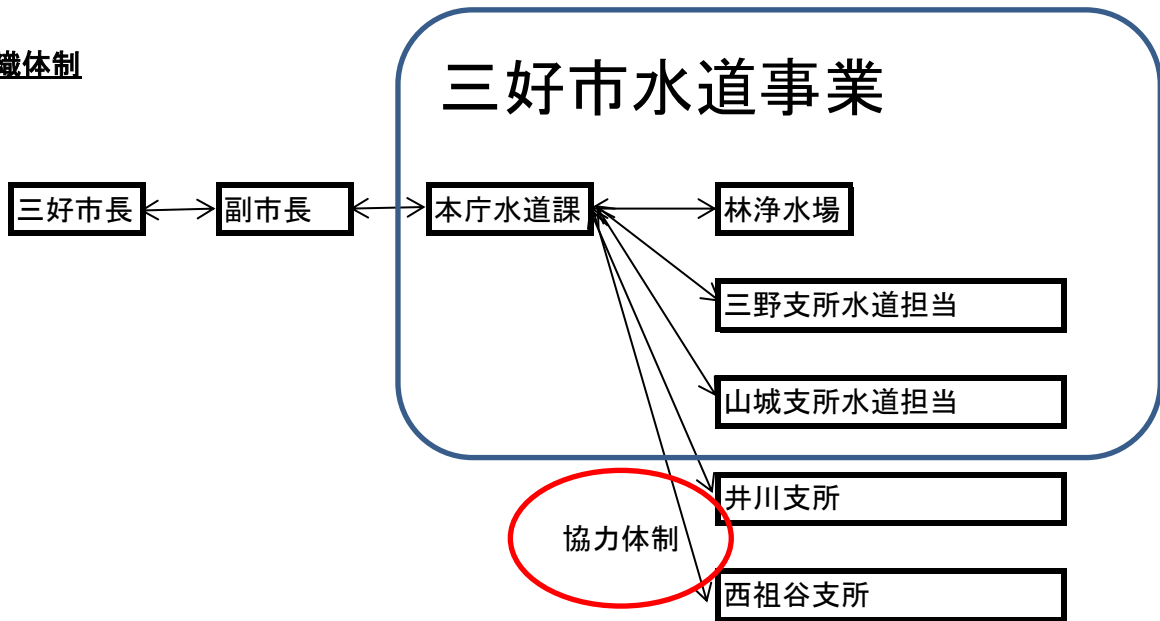 織体制
三好市水道事業
三好市長
副市長
本庁水道課
林浄水場
三野支所水道担当
山城支所水道担当
井川支所
協力体制
西祖谷支所